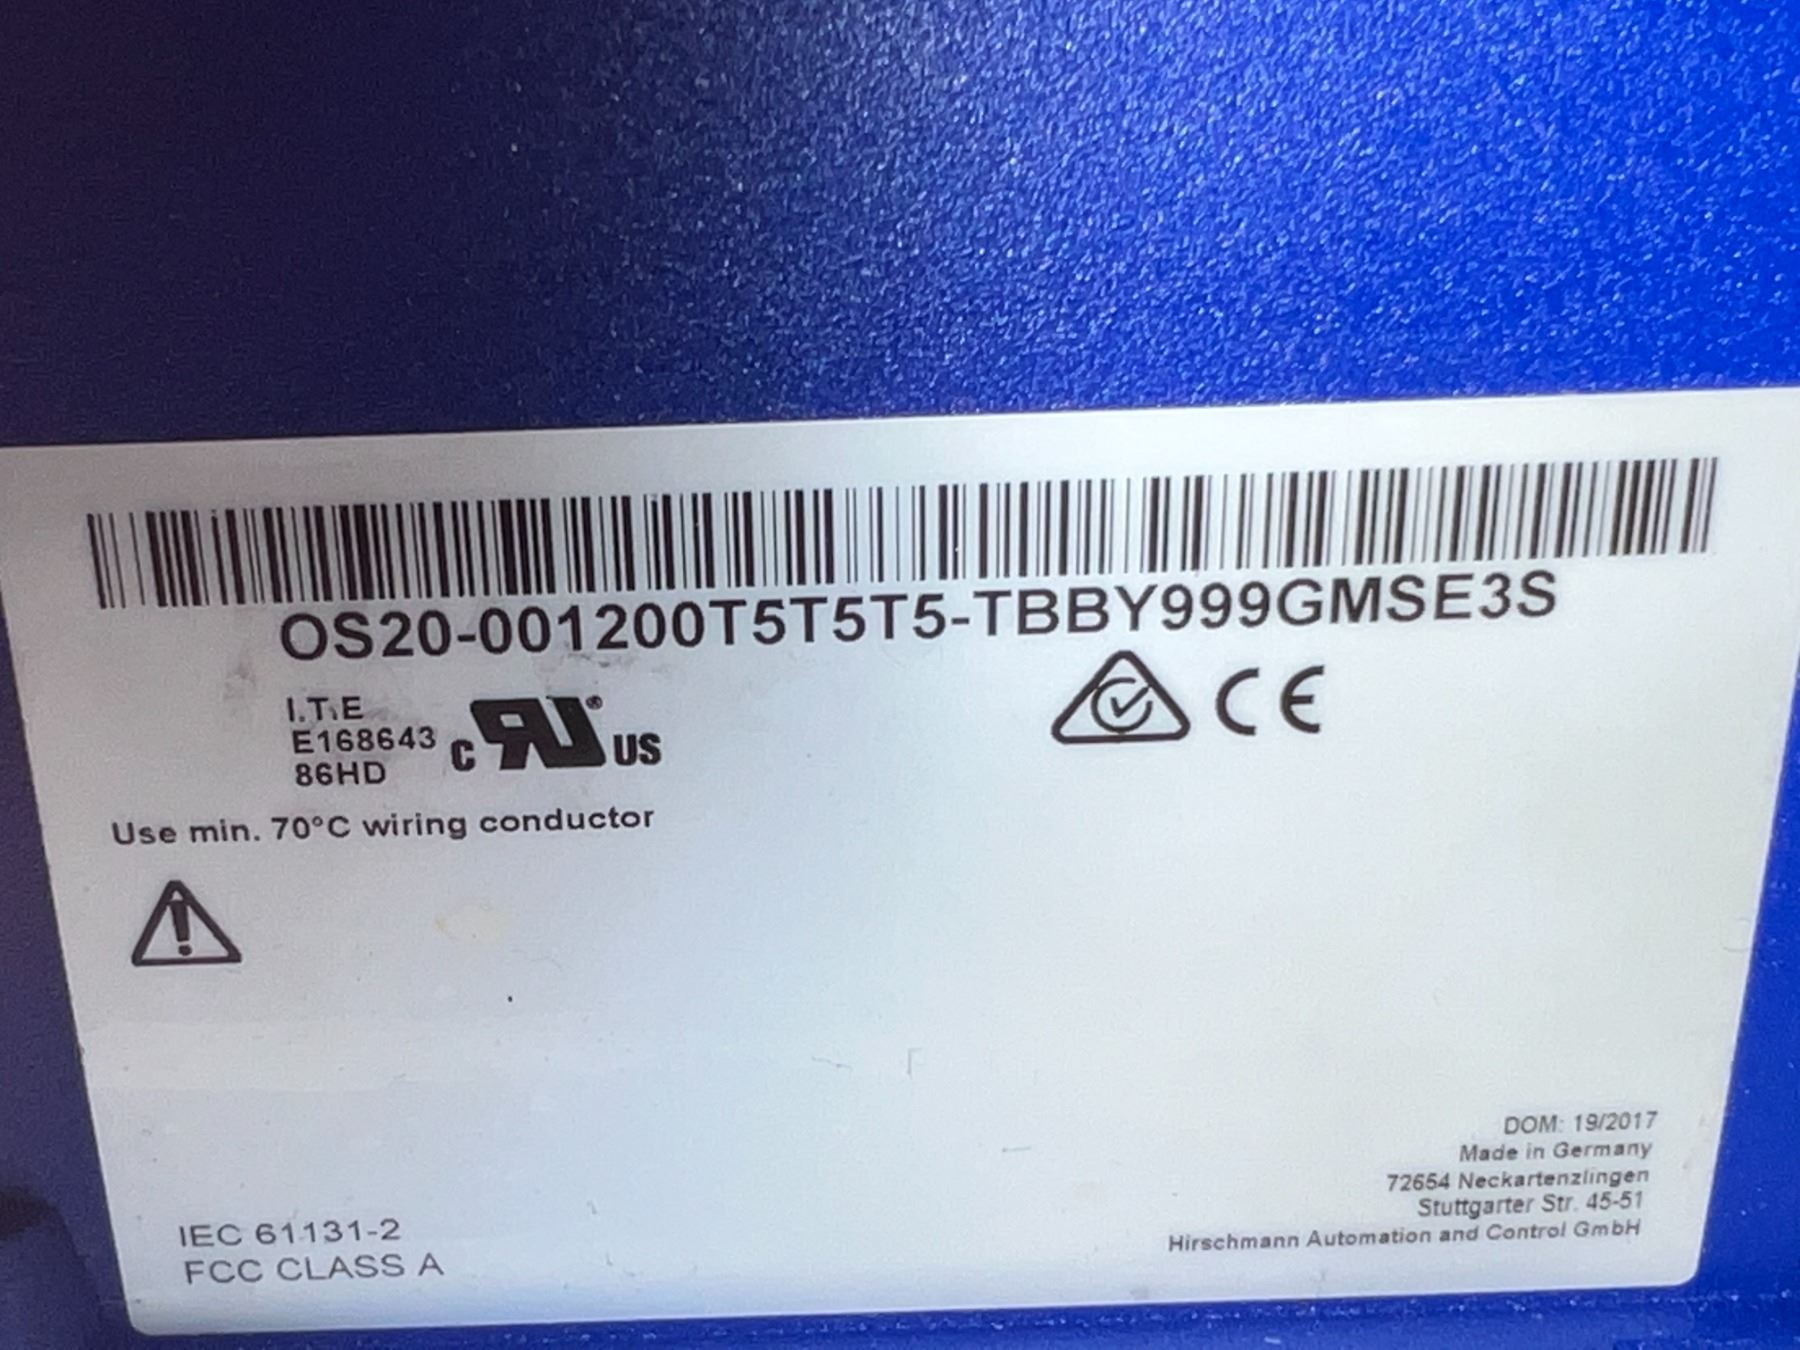 OS20-001200T5T5T5-TBBY999GMSE3S
I.T.E
E168643
86HD
c RU® US
CE
Use min. 70°C wiring conductor
!
DOM: 19/2017
Made in Germany
72654 Neckartenzlingen
Stuttgarter Str. 45-51
Hirschmann Automation and Control GmbH
IEC 61131-2
FCC CLASS A